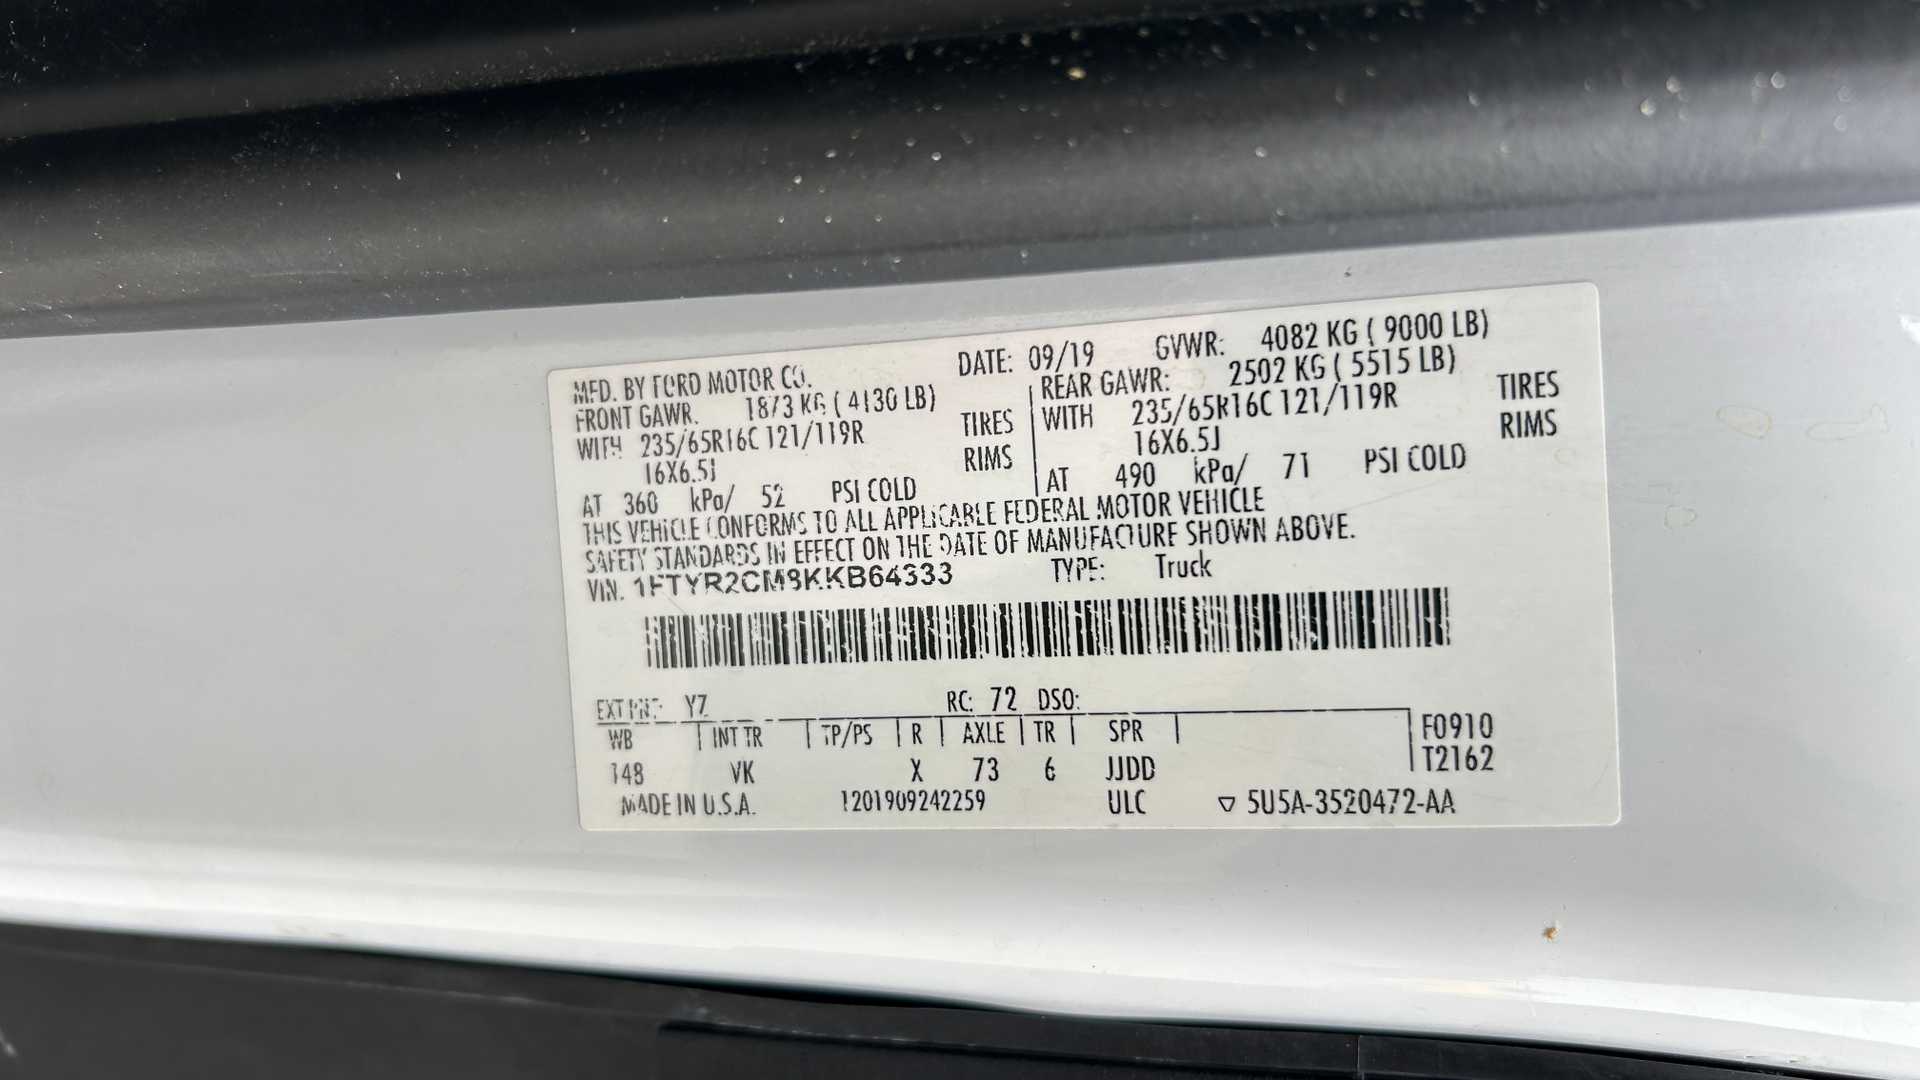 MFD. BY FORD MOTOR CO. DATE: 09/19 GVWR: 4082 KG ( 9000 LB)
FRONT GAWR. 1873 KG ( 4130 LB) REAR GAWR: 2502 KG ( 5515 LB)
WITH 235/65R16C 121/119R TIRES WITH 235/65R16C 121/119R TIRES
16X6.5J RIMS 16X6.5J RIMS
AT 360 kPa/ 52 PSI COLD AT 490 kPa/ 71 PSI COLD
THIS VEHICLE CONFORMS TO ALL APPLICABLE FEDERAL MOTOR VEHICLE
SAFETY STANDARDS IN EFFECT ON THE DATE OF MANUFACTURE SHOWN ABOVE.
VIN. 1FTYR2CM8KKB64333 TYPE: Truck
EXT PNT: YZ RC: 72 DSO:
WB INT TR TP/PS R AXLE TR SPR F0910
148 VK X 73 6 JJDD T2162
MADE IN U.S.A. 1201909242259 ULC ▽ 5U5A-3520472-AA